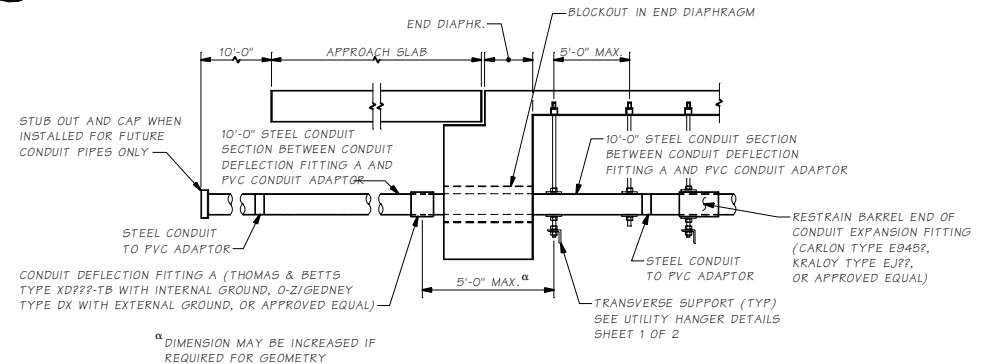 BLOCKOUT IN END DIAPHRAGM
END DIAPHR.
10'-0"
APPROACH SLAB
5'-0" MAX.
STUB OUT AND CAP WHEN
INSTALLED FOR FUTURE
CONDUIT PIPES ONLY
10'-0" STEEL CONDUIT
SECTION BETWEEN CONDUIT
DEFLECTION FITTING A AND
PVC CONDUIT ADAPTOR
10'-0" STEEL CONDUIT SECTION
BETWEEN CONDUIT DEFLECTION
FITTING A AND PVC CONDUIT ADAPTOR
STEEL CONDUIT
TO PVC ADAPTOR
RESTRAIN BARREL END OF
CONDUIT EXPANSION FITTING
(CARLON TYPE E945?,
KRALOY TYPE EJ??,
OR APPROVED EQUAL)
STEEL CONDUIT
TO PVC ADAPTOR
CONDUIT DEFLECTION FITTING A (THOMAS & BETTS
TYPE XD???-TB WITH INTERNAL GROUND, O-Z/GEDNEY
TYPE DX WITH EXTERNAL GROUND, OR APPROVED EQUAL)
5'-0" MAX. α
TRANSVERSE SUPPORT (TYP)
SEE UTILITY HANGER DETAILS
SHEET 1 OF 2
α DIMENSION MAY BE INCREASED IF
REQUIRED FOR GEOMETRY